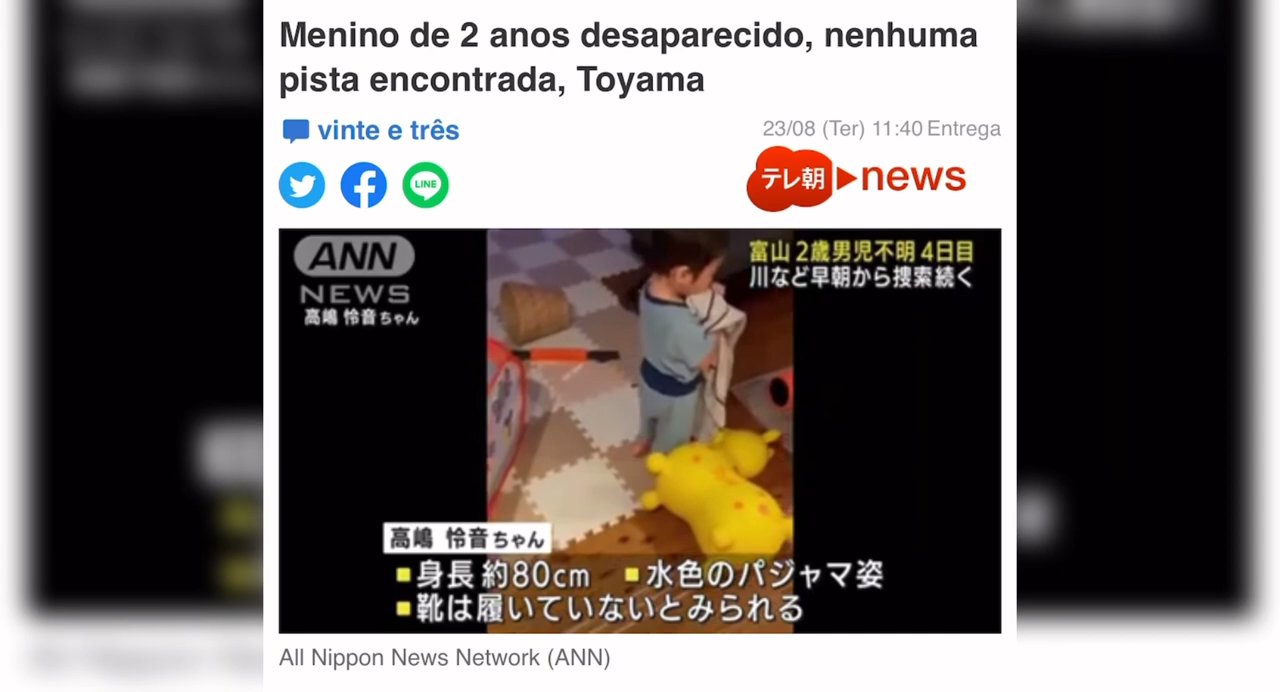 Menino de 2 anos desaparecido, nenhuma
pista encontrada, Toyama
vinte e três
23/08 (Ter) 11:40 Entrega
LINE
テレ朝 news
ANN
NEWS
高嶋 怜音ちゃん
富山 2歳男児不明 4日目
川など早朝から捜索続く
高嶋 怜音ちゃん
■身長 約80cm ■水色のパジャマ姿
■靴は履いていないとみられる
All Nippon News Network (ANN)